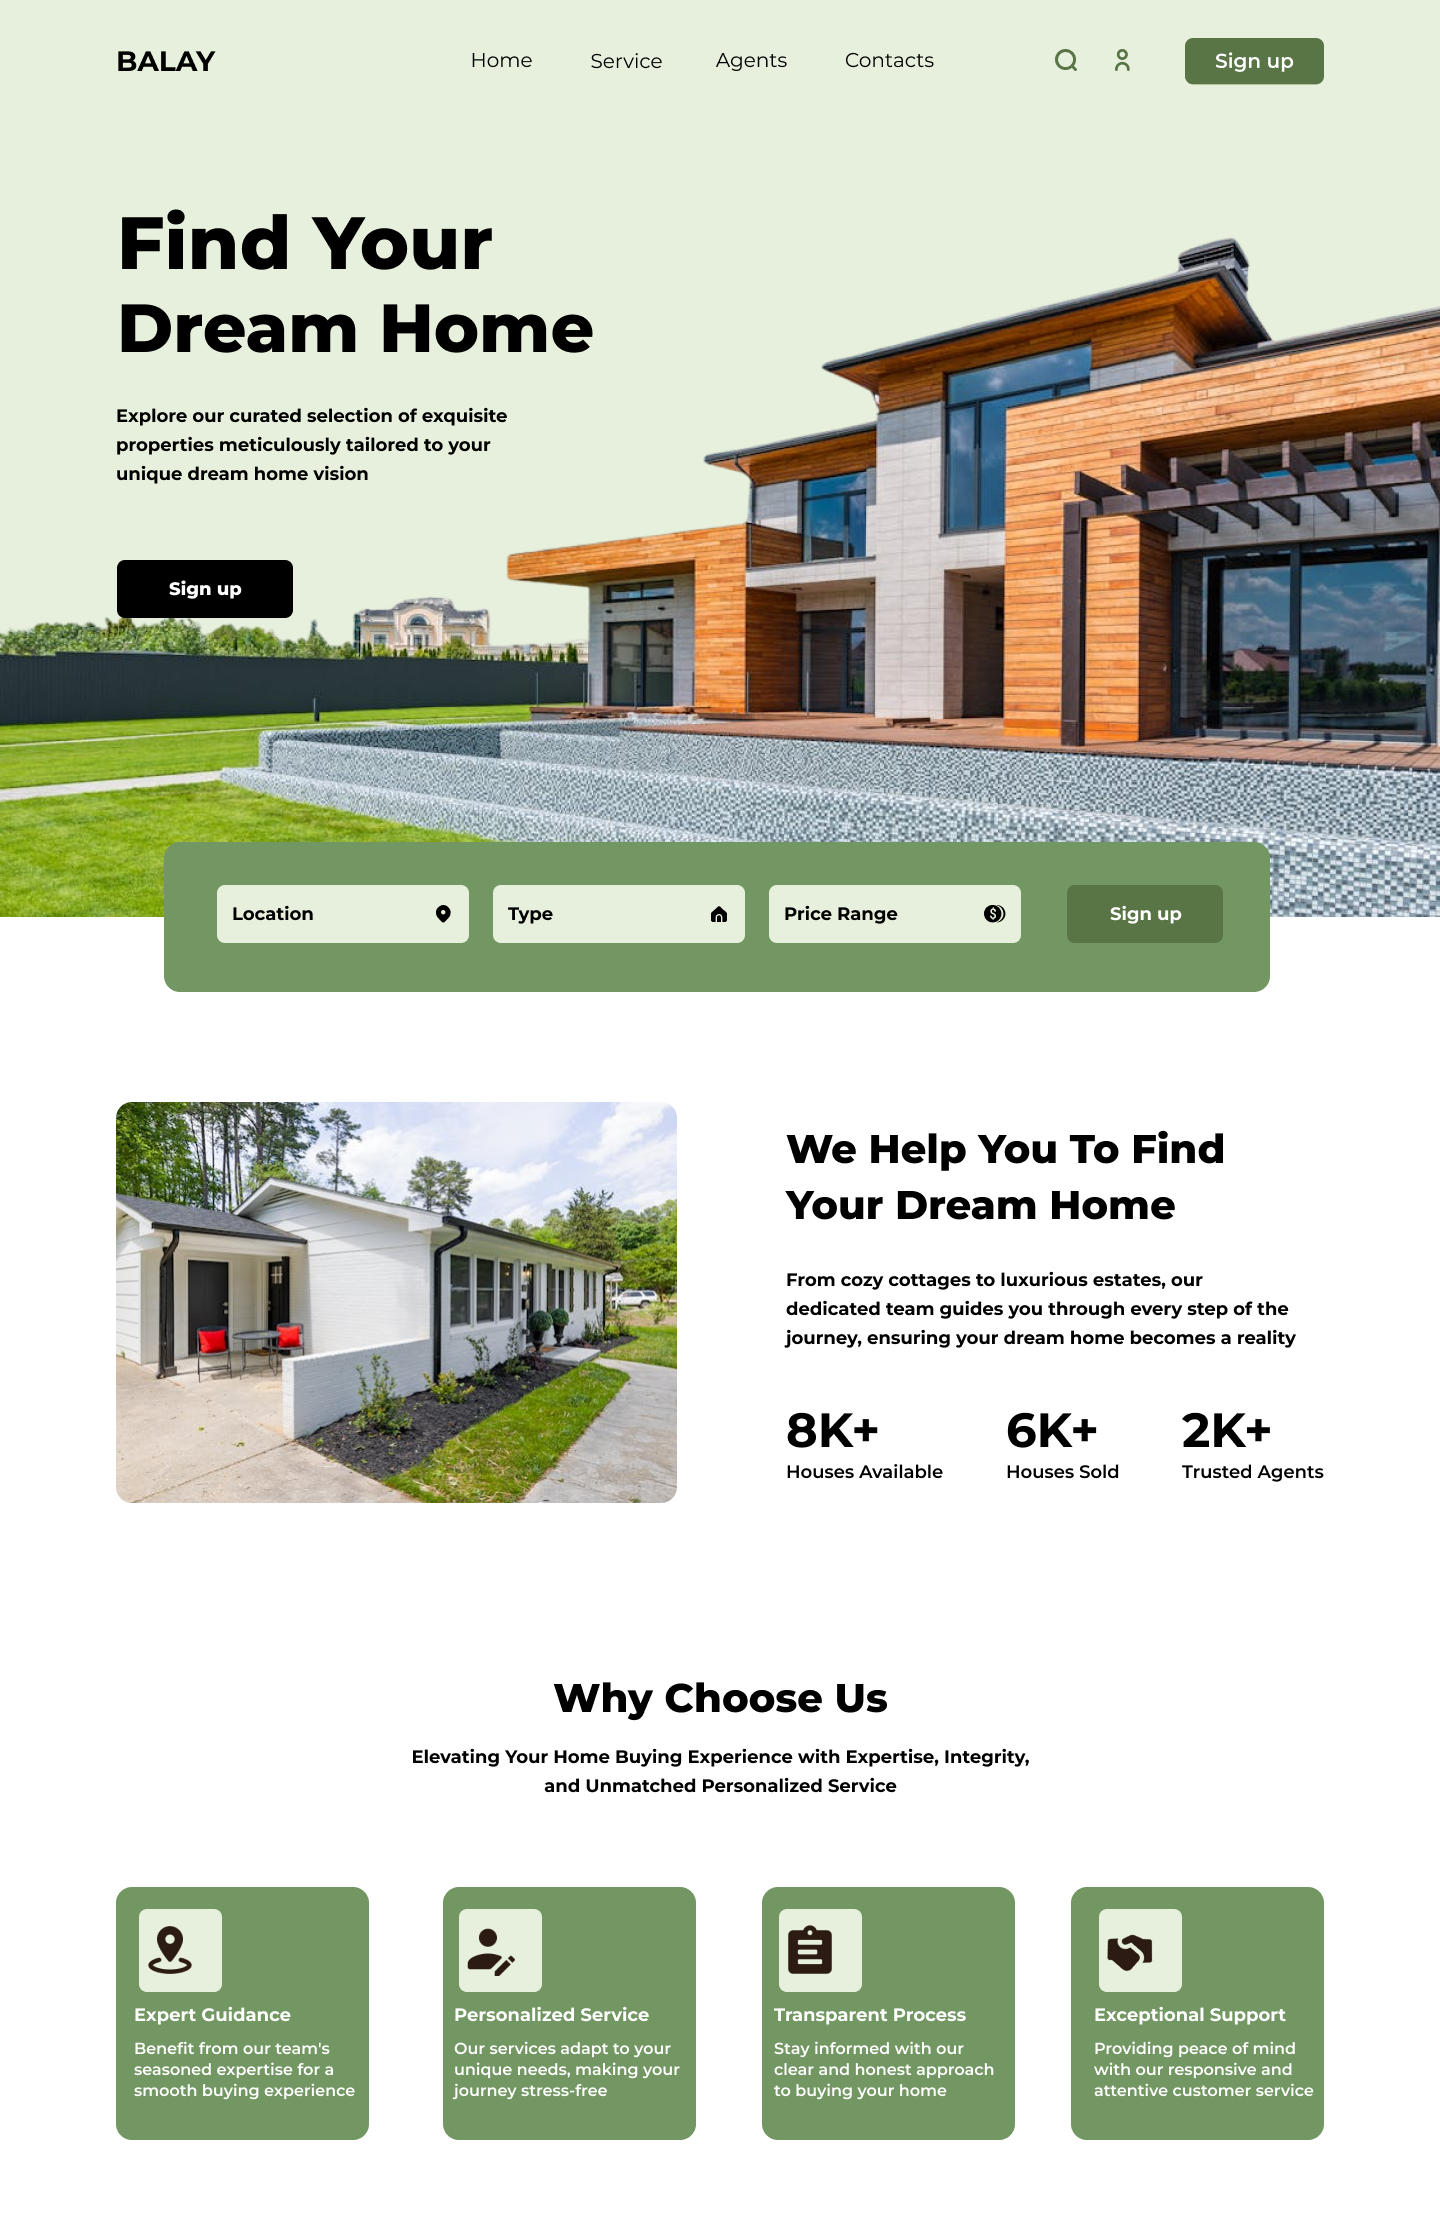 BALAY
Home
Service
Agents
Contacts
Sign up
Find Your
Dream Home
Explore our curated selection of exquisite
properties meticulously tailored to your
unique dream home vision
Sign up
Location
Type
Price Range
$
Sign up
We Help You To Find
Your Dream Home
From cozy cottages to luxurious estates, our
dedicated team guides you through every step of the
journey, ensuring your dream home becomes a reality
8K+
Houses Available
6K+
Houses Sold
2K+
Trusted Agents
Why Choose Us
Elevating Your Home Buying Experience with Expertise, Integrity,
and Unmatched Personalized Service
Expert Guidance
Benefit from our team's
seasoned expertise for a
smooth buying experience
Personalized Service
Our services adapt to your
unique needs, making your
journey stress-free
Transparent Process
Stay informed with our
clear and honest approach
to buying your home
Exceptional Support
Providing peace of mind
with our responsive and
attentive customer service